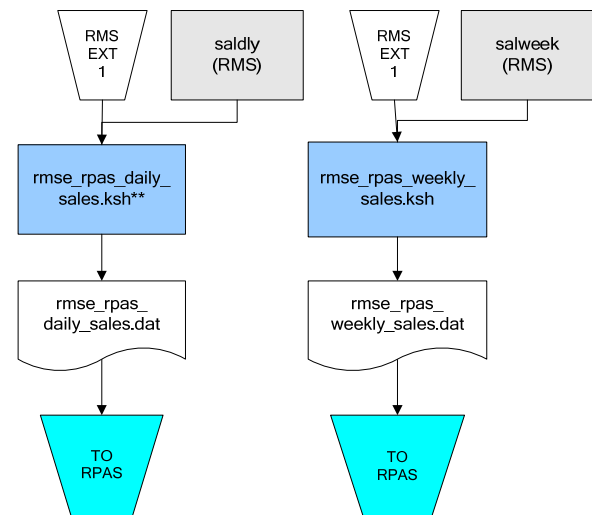 RMS
EXT
1
saldly
(RMS)
RMS
EXT
1
salweek
(RMS)
rmse_rpas_daily_
sales.ksh**
rmse_rpas_weekly_
sales.ksh
rmse_rpas_
daily_sales.dat
rmse_rpas_
weekly_sales.dat
TO
RPAS
TO
RPAS